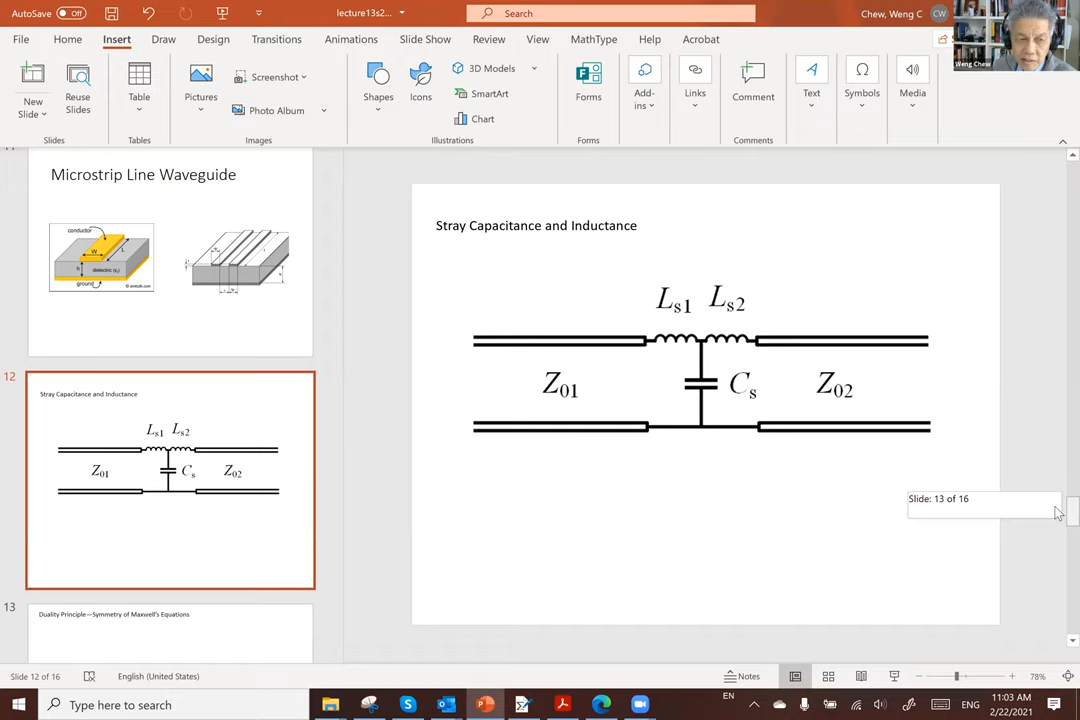 AutoSave Off
lecture13s2...
Search
Chew, Weng C
CW
File Home Insert Draw Design Transitions Animations Slide Show Review View MathType Help Acrobat
New Slide
Reuse Slides
Slides
Table
Tables
Pictures
Screenshot
Photo Album
Images
Shapes
Icons
3D Models
SmartArt
Chart
Illustrations
Forms
Forms
Add-ins
Links
Comment
Comments
Text
Symbols
Media
Weng Chew
Microstrip Line Waveguide
conductor
W
L
h
dielectric (εr)
ground
12
Stray Capacitance and Inductance
Ls1 Ls2
Z01 Cs Z02
13
Duality Principle—Symmetry of Maxwell's Equations
Stray Capacitance and Inductance
Ls1 Ls2
Z01 Cs Z02
Slide: 13 of 16
Slide 12 of 16
English (United States)
Notes
78%
Type here to search
EN
ENG
11:03 AM
2/22/2021